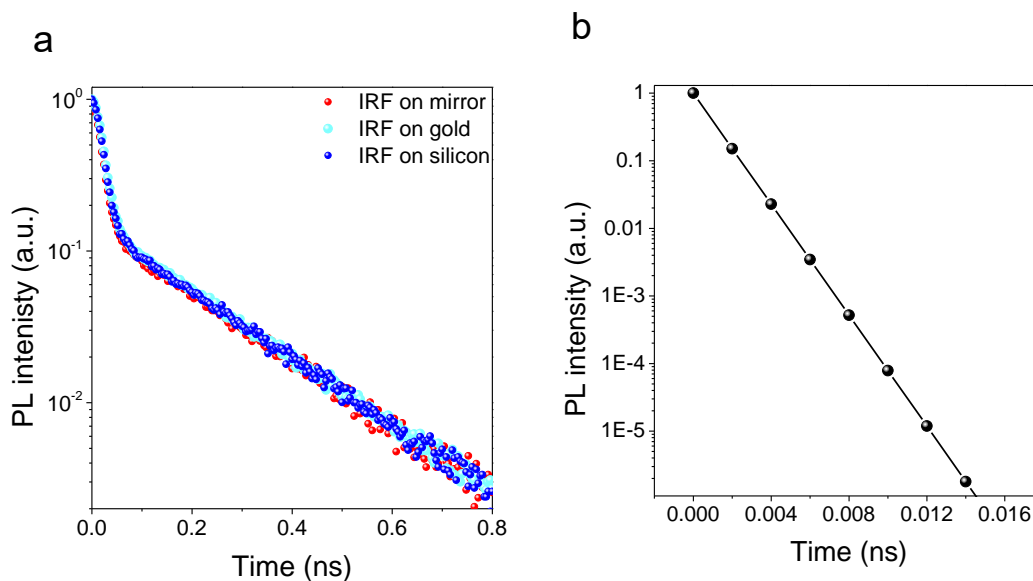 a
10^0
10^-1
10^-2
PL intenisty (a.u.)
IRF on mirror
IRF on gold
IRF on silicon
0.0 0.2 0.4 0.6 0.8
Time (ns)
b
1
0.1
0.01
1E-3
1E-4
1E-5
PL intensity (a.u.)
0.000 0.004 0.008 0.012 0.016
Time (ns)